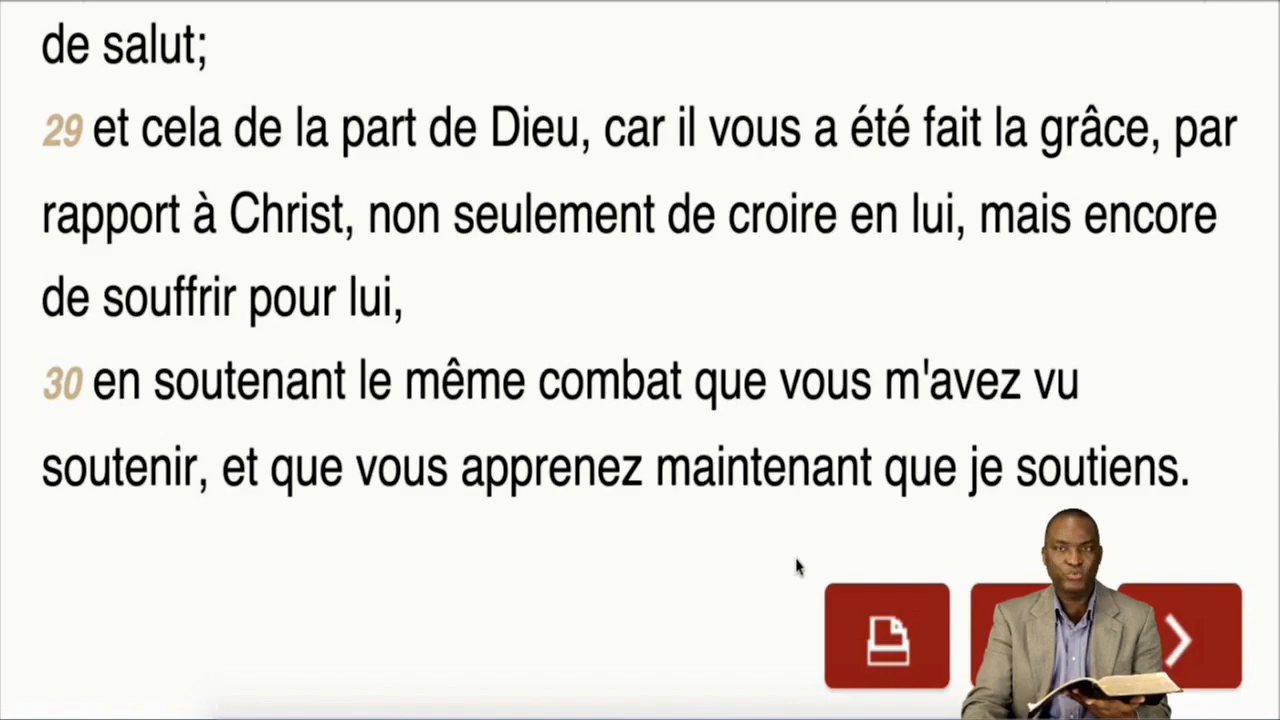 de salut;
29 et cela de la part de Dieu, car il vous a été fait la grâce, par
rapport à Christ, non seulement de croire en lui, mais encore
de souffrir pour lui,
30 en soutenant le même combat que vous m'avez vu
soutenir, et que vous apprenez maintenant que je soutiens.